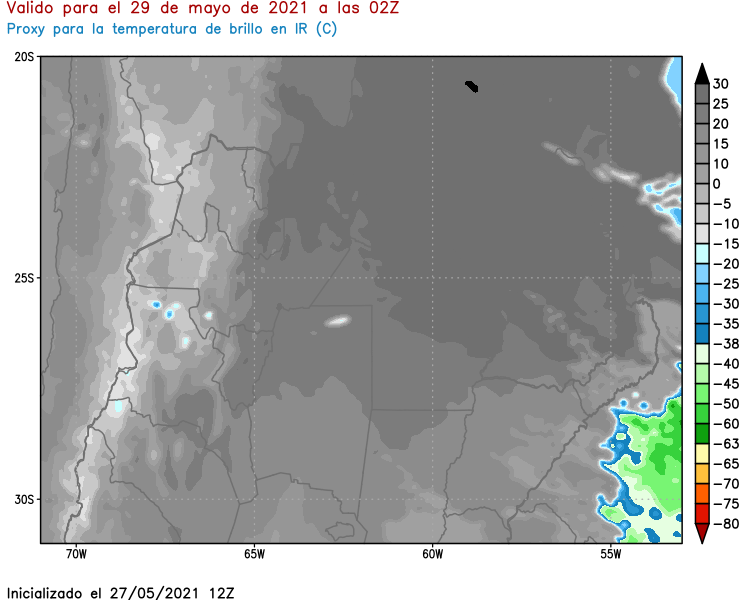 Valido para el 29 de mayo de 2021 a las 02Z
Proxy para la temperatura de brillo en IR (C)
20S
25S
30S
70W
65W
60W
55W
30
25
20
15
10
0
−5
−10
−15
−20
−25
−30
−35
−38
−40
−45
−50
−60
−63
−65
−70
−75
−80
Inicializado el 27/05/2021 12Z